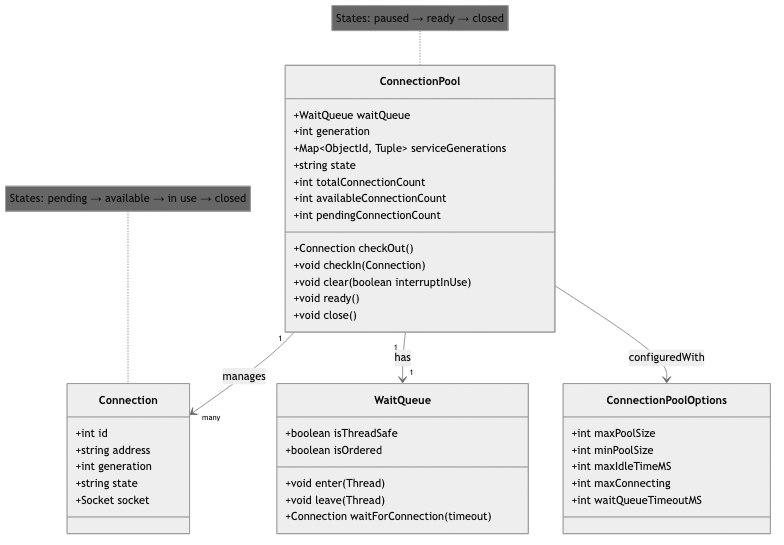 States: paused → ready → closed
ConnectionPool
+WaitQueue waitQueue
+int generation
+Map<ObjectId, Tuple> serviceGenerations
+string state
+int totalConnectionCount
+int availableConnectionCount
+int pendingConnectionCount
+Connection checkOut()
+void checkIn(Connection)
+void clear(boolean interruptInUse)
+void ready()
+void close()
States: pending → available → in use → closed
1
manages
many
1
has
1
configuredWith
Connection
+int id
+string address
+int generation
+string state
+Socket socket
WaitQueue
+boolean isThreadSafe
+boolean isOrdered
+void enter(Thread)
+void leave(Thread)
+Connection waitForConnection(timeout)
ConnectionPoolOptions
+int maxPoolSize
+int minPoolSize
+int maxIdleTimeMS
+int maxConnecting
+int waitQueueTimeoutMS